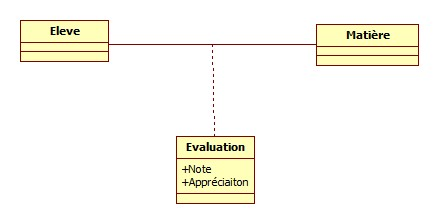 Eleve
Matière
Evaluation
+Note
+Appréciaiton